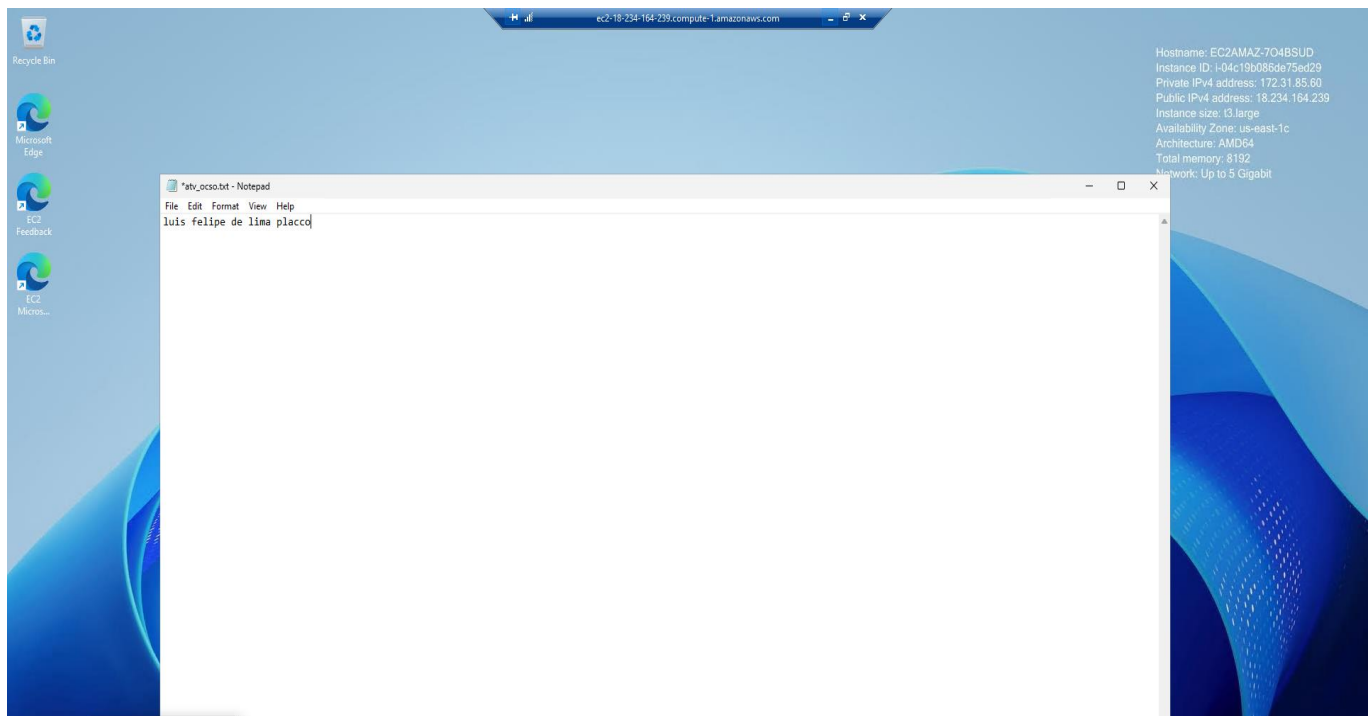 ec2-18-234-164-239.compute-1.amazonaws.com
Recycle Bin
Microsoft
Edge
EC2
Feedback
EC2
Micros...
Hostname: EC2AMAZ-7O4BSUD
Instance ID: i-04c19b086de75ed29
Private IPv4 address: 172.31.85.60
Public IPv4 address: 18.234.164.239
Instance size: t3.large
Availability Zone: us-east-1c
Architecture: AMD64
Total memory: 8192
Network: Up to 5 Gigabit
*atv_ocso.txt - Notepad
File Edit Format View Help
luis felipe de lima placco